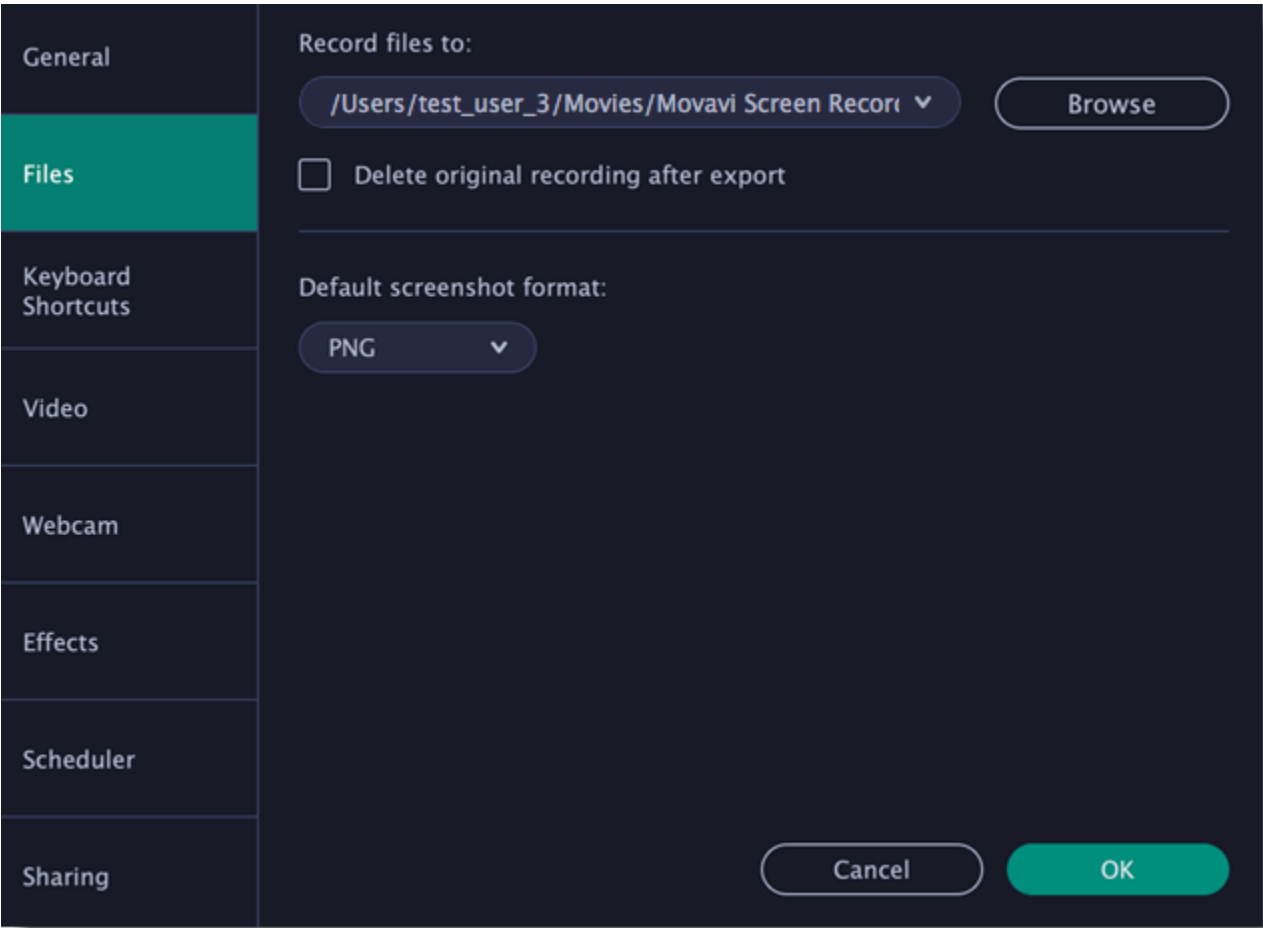 General
Files
Keyboard
Shortcuts
Video
Webcam
Effects
Scheduler
Sharing
Record files to:
/Users/test_user_3/Movies/Movavi Screen Recor
Browse
Delete original recording after export
Default screenshot format:
PNG
Cancel
OK